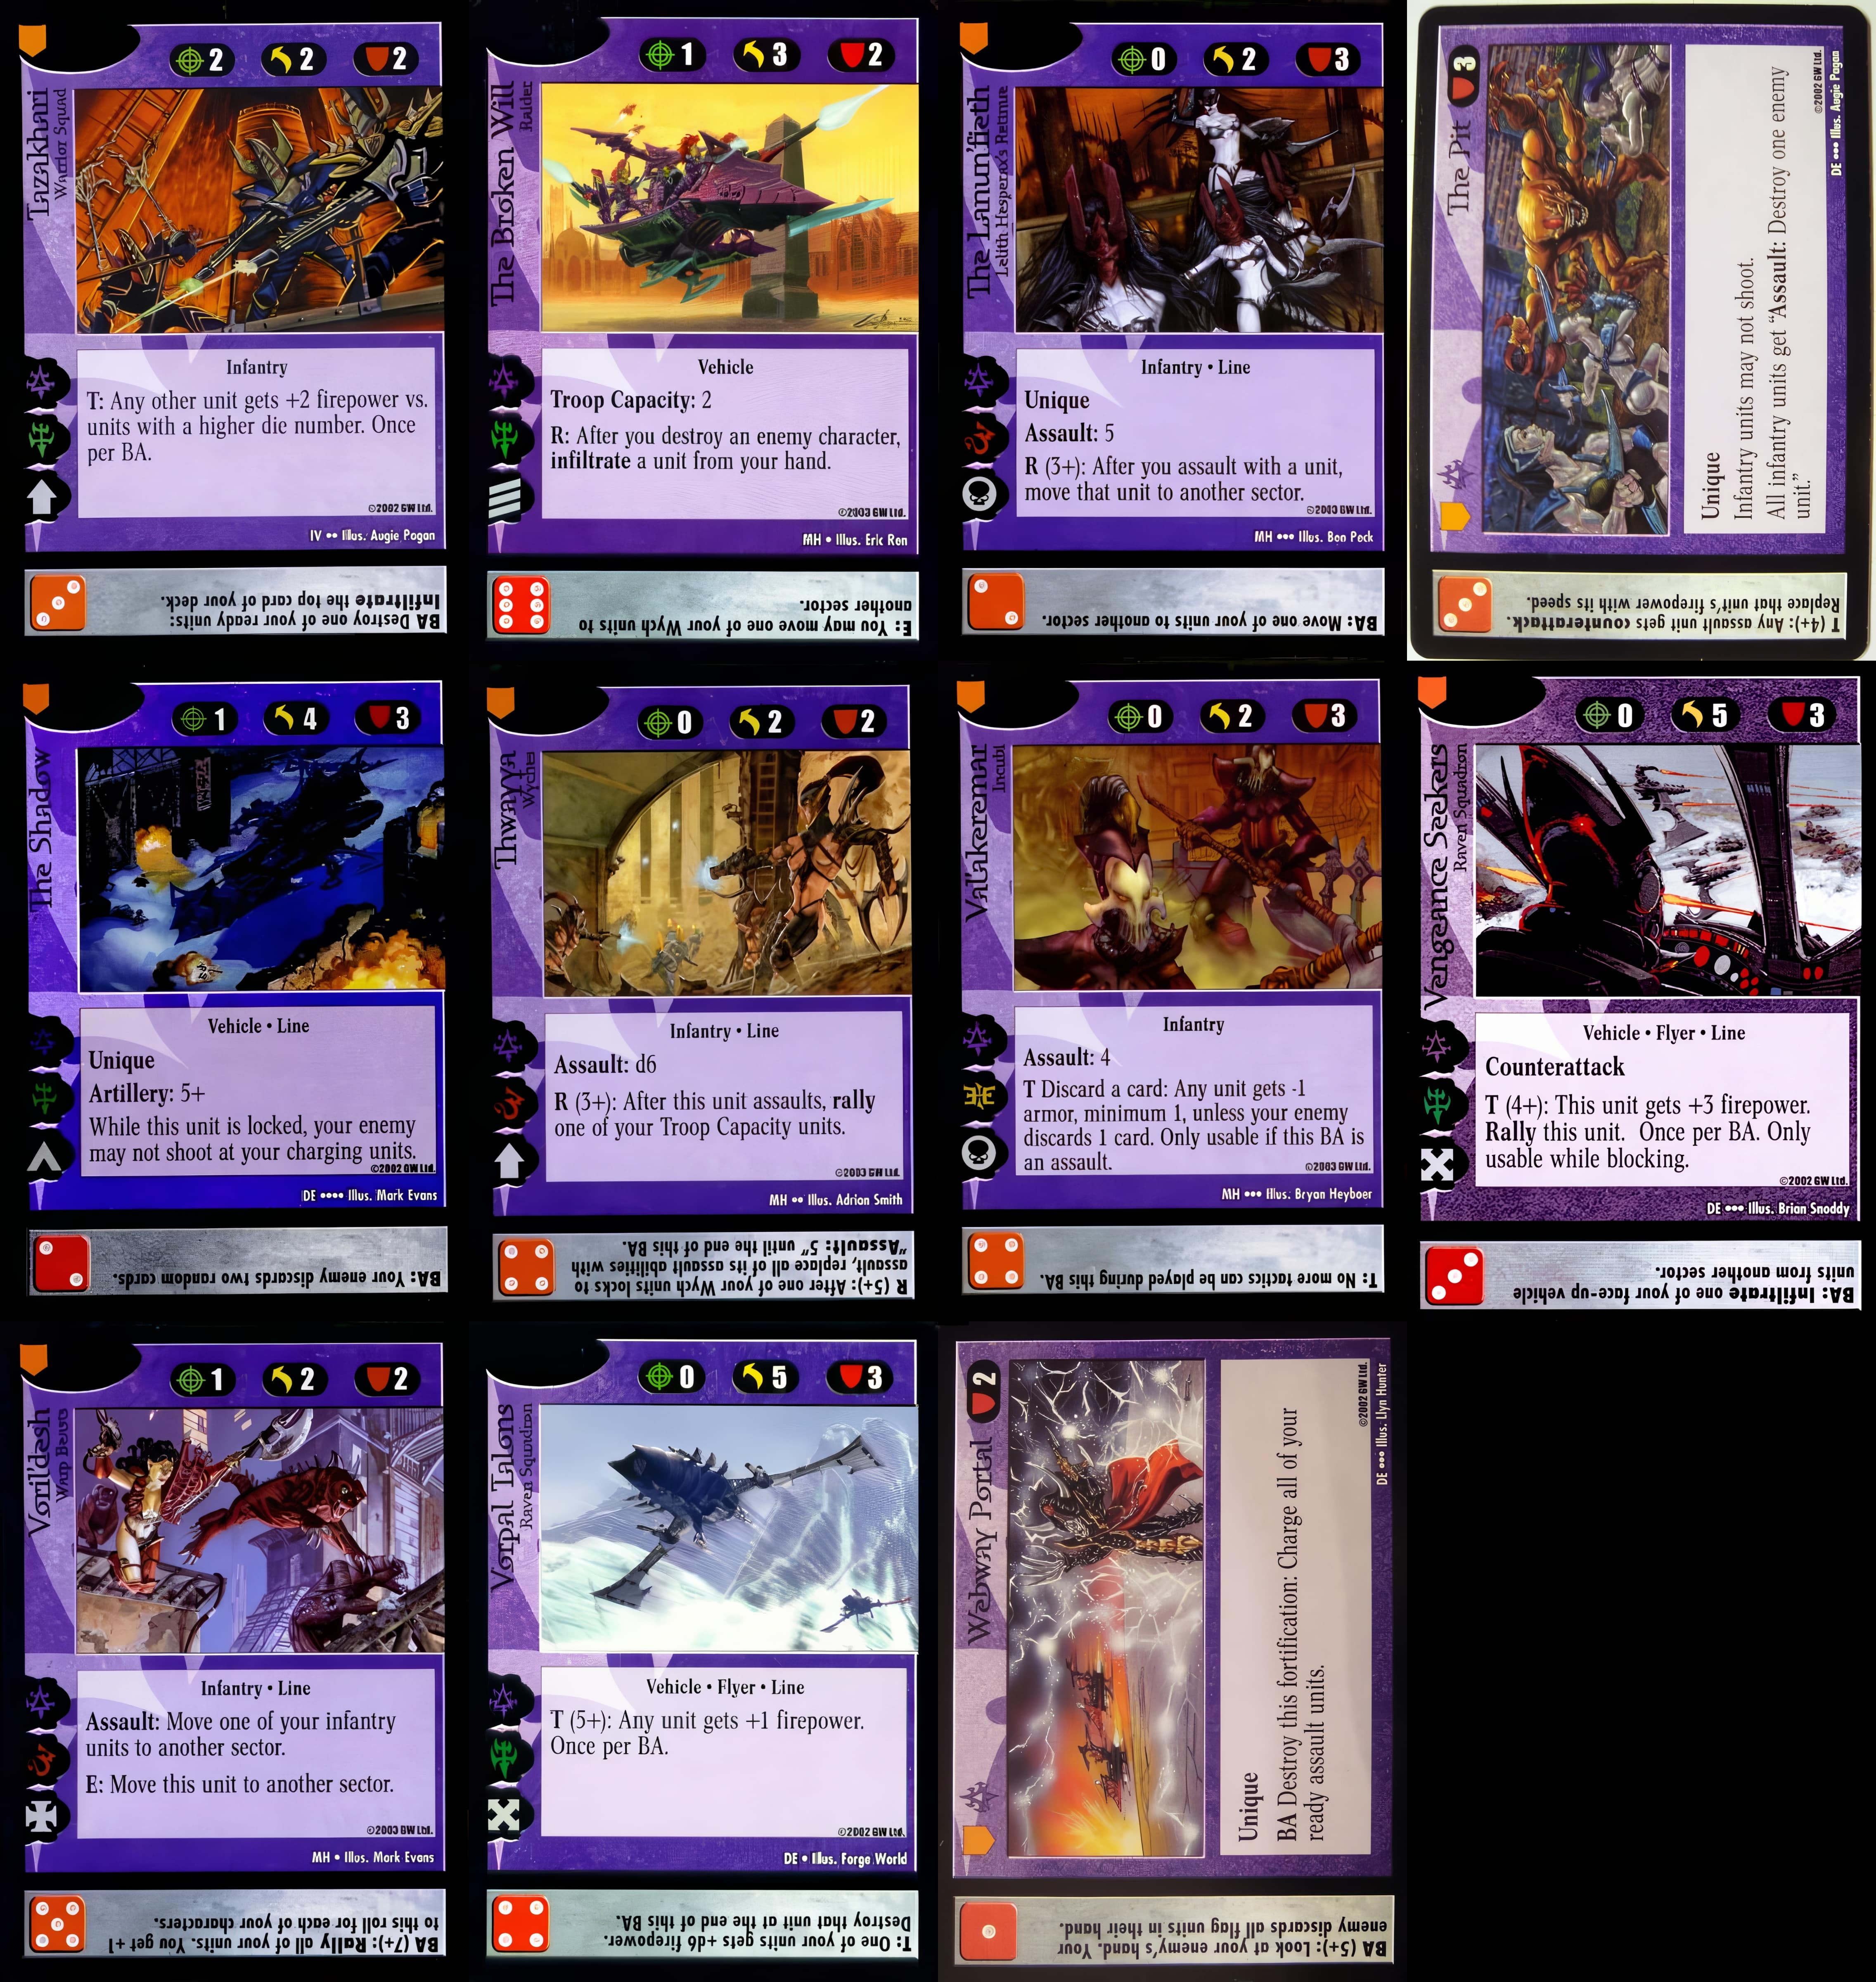 2
2
2
Tazakhari
Warrior Squad
Infantry
T: Any other unit gets +2 firepower vs.
units with a higher die number. Once
per BA.
©2002 GW Ltd.
IV •• Illus. Augie Pagan
BA Destroy one of your ready units:
Infiltrate the top card of your deck.
1
3
2
The Broken Will
Raider
Vehicle
Troop Capacity: 2
R: After you destroy an enemy character,
infiltrate a unit from your hand.
©2003 GW Ltd.
MH • Illus. Eric Ren
E: You may move one of your Wych units to
another sector.
0
2
3
The Lamun'fieth
Lelith Hesperax's Retinue
Infantry • Line
Unique
Assault: 5
R (3+): After you assault with a unit,
move that unit to another sector.
©2003 GW Ltd.
MH ••• Illus. Bon Pock
BA: Move one of your units to another sector.
The Pit
3
Unique
Infantry units may not shoot.
All infantry units get “Assault: Destroy one enemy
unit.”
©2002 GW Ltd.
DE ••• Illus. Augie Pagan
T (4+): Any assault unit gets counterattack.
Replace that unit's firepower with its speed.
1
4
3
The Shadow
Vehicle • Line
Unique
Artillery: 5+
While this unit is locked, your enemy
may not shoot at your charging units.
©2002 GW Ltd.
DE •••• Illus. Mark Evans
BA: Your enemy discards two random cards.
0
2
2
Thwayya
Wyches
Infantry • Line
Assault: d6
R (3+): After this unit assaults, rally
one of your Troop Capacity units.
©2003 GW Ltd.
MH •• Illus. Adrian Smith
R (5+): After one of your Wych units locks to
assault, replace all of its assault abilities with
“Assault: 5” until the end of this BA.
0
2
3
Val'akeremar
Incubi
Infantry
Assault: 4
T Discard a card: Any unit gets -1
armor, minimum 1, unless your enemy
discards 1 card. Only usable if this BA is
an assault.
©2003 GW Ltd.
MH ••• Illus. Bryan Heyboer
T: No more tactics can be played during this BA.
0
5
3
Vengeance Seekers
Raven Squadron
Vehicle • Flyer • Line
Counterattack
T (4+): This unit gets +3 firepower.
Rally this unit. Once per BA. Only
usable while blocking.
©2002 GW Ltd.
DE ••• Illus. Brian Snoddy
BA: Infiltrate one of your face-up vehicle
units from another sector.
1
2
2
Voril'desh
Warp Beasts
Infantry • Line
Assault: Move one of your infantry
units to another sector.
E: Move this unit to another sector.
©2003 GW Ltd.
MH • Illus. Mark Evans
BA (7+): Rally all of your units. You get +1
to this roll for each of your characters.
0
5
3
Vorpal Talons
Raven Squadron
Vehicle • Flyer • Line
T (5+): Any unit gets +1 firepower.
Once per BA.
©2002 GW Ltd.
DE • Illus. Forge World
T: One of your units gets +d6 firepower.
Destroy that unit at the end of this BA.
Webway Portal
2
Unique
BA Destroy this fortification: Charge all of your
ready assault units.
©2002 GW Ltd.
DE ••• Illus. Llyn Hunter
BA (5+): Look at your enemy's hand. Your
enemy discards all flag units in their hand.